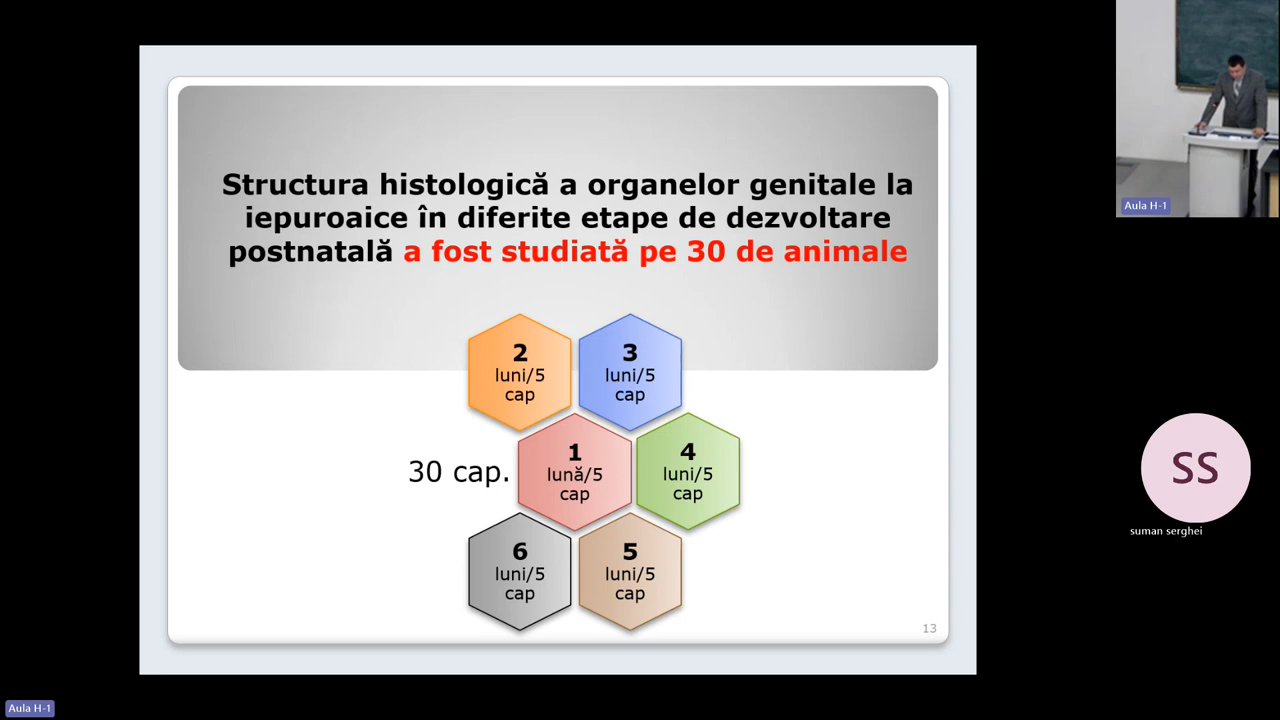 Structura histologică a organelor genitale la
iepuroaice în diferite etape de dezvoltare
postnatală a fost studiată pe 30 de animale
2
luni/5
cap
3
luni/5
cap
30 cap.
1
lună/5
cap
4
luni/5
cap
6
luni/5
cap
5
luni/5
cap
13
Aula H-1
SS
suman serghei
Aula H-1